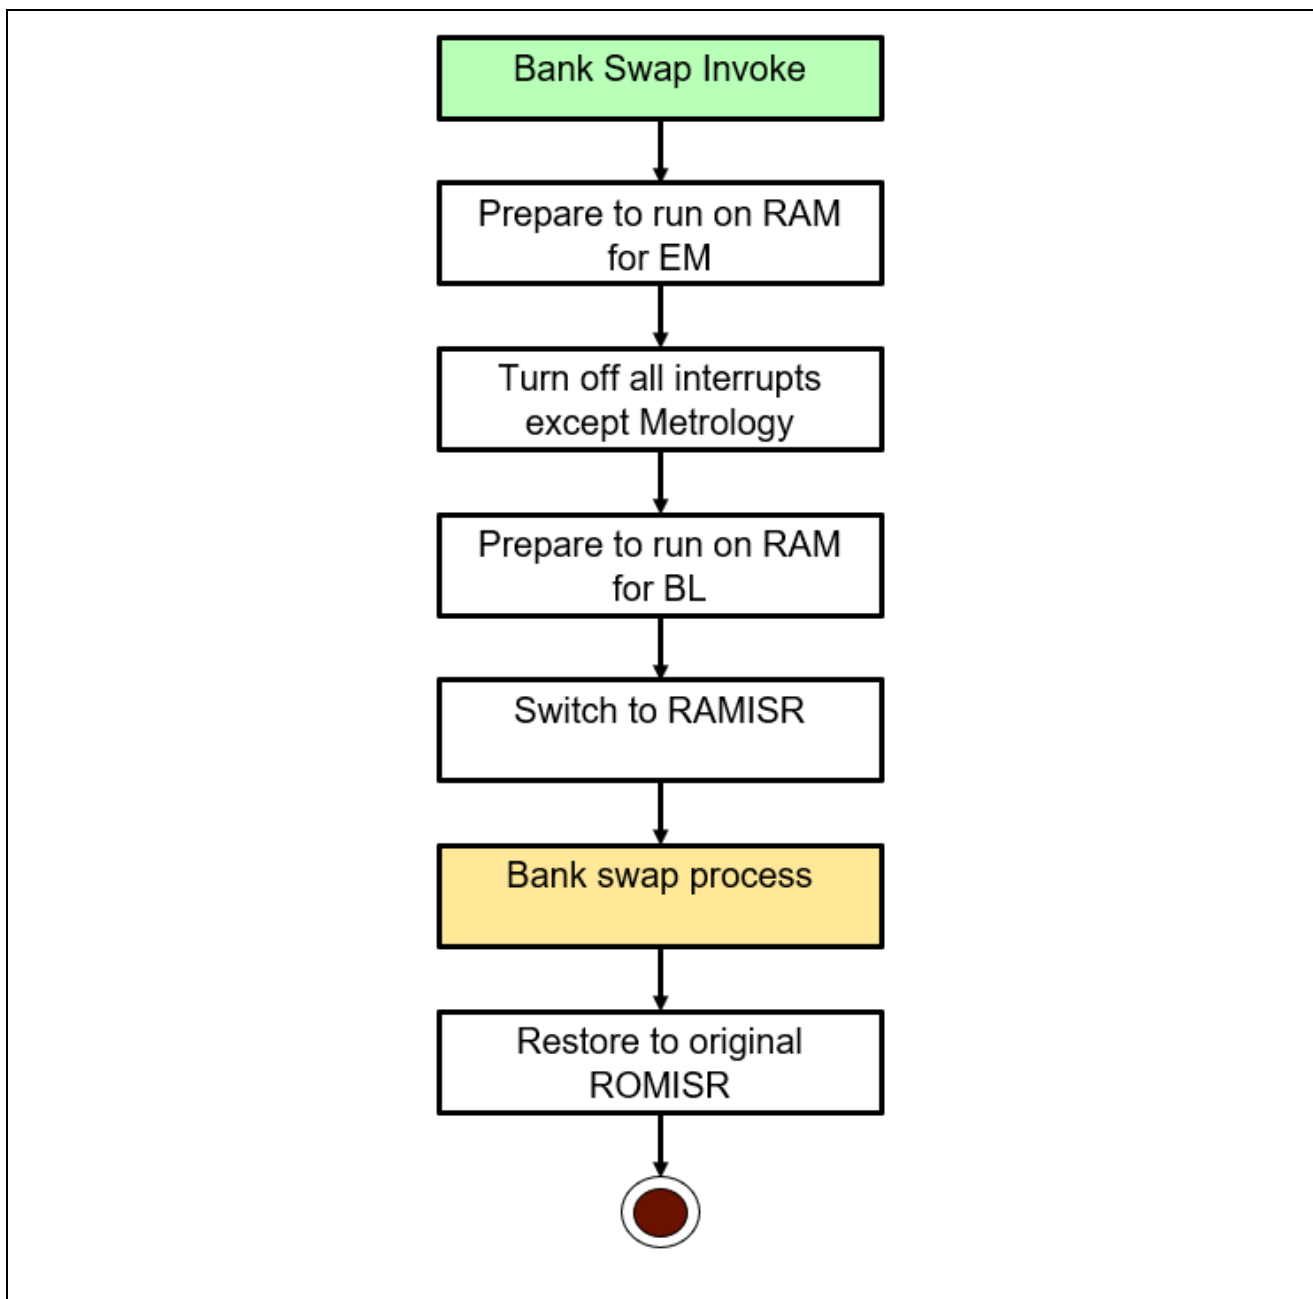 Bank Swap Invoke
Prepare to run on RAM
for EM
Turn off all interrupts
except Metrology
Prepare to run on RAM
for BL
Switch to RAMISR
Bank swap process
Restore to original
ROMISR